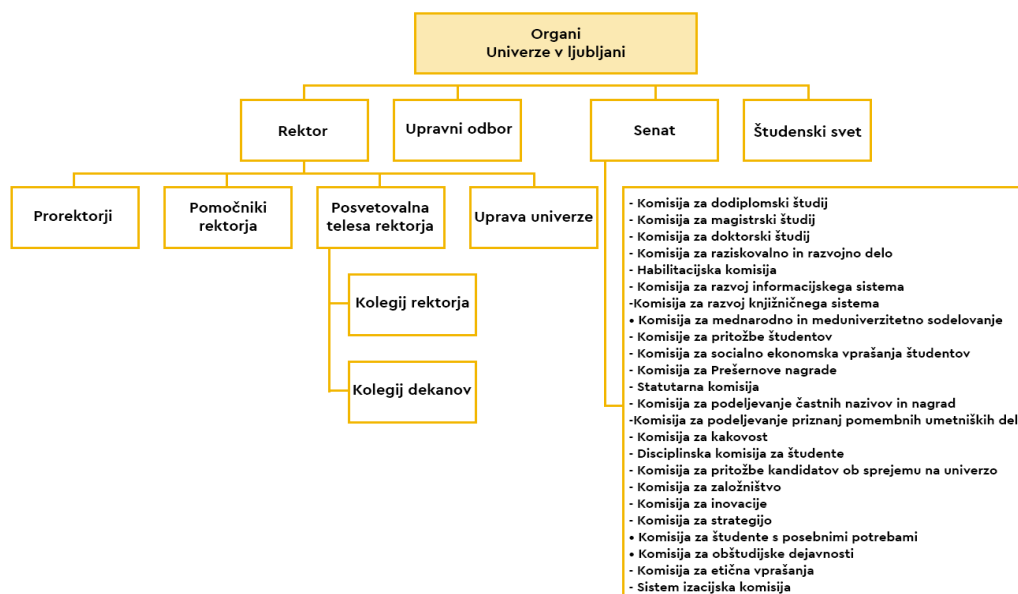 Organi
Univerze v ljubljani
Rektor
Upravni odbor
Senat
Študenski svet
Prorektorji
Pomočniki
rektorja
Posvetovalna
telesa rektorja
Uprava univerze
Kolegij rektorja
Kolegij dekanov
- Komisija za dodiplomski študij
- Komisija za magistrski študij
- Komisija za doktorski študij
- Komisija za raziskovalno in razvojno delo
- Habilitacijska komisija
- Komisija za razvoj informacijskega sistema
-Komisija za razvoj knjižničnega sistema
• Komisija za mednarodno in meduniverzitetno sodelovanje
- Komisije za pritožbe študentov
- Komisija za socialno ekonomska vprašanja študentov
- Komisija za Prešernove nagrade
- Statutarna komisija
- Komisija za podeljevanje častnih nazivov in nagrad
-Komisija za podeljevanje priznanj pomembnih umetniških del
- Komisija za kakovost
- Disciplinska komisija za študente
- Komisija za pritožbe kandidatov ob sprejemu na univerzo
- Komisija za založništvo
- Komisija za inovacije
- Komisija za strategijo
• Komisija za študente s posebnimi potrebami
• Komisija za obštudijske dejavnosti
- Komisija za etična vprašanja
- Sistem izacijska komisija